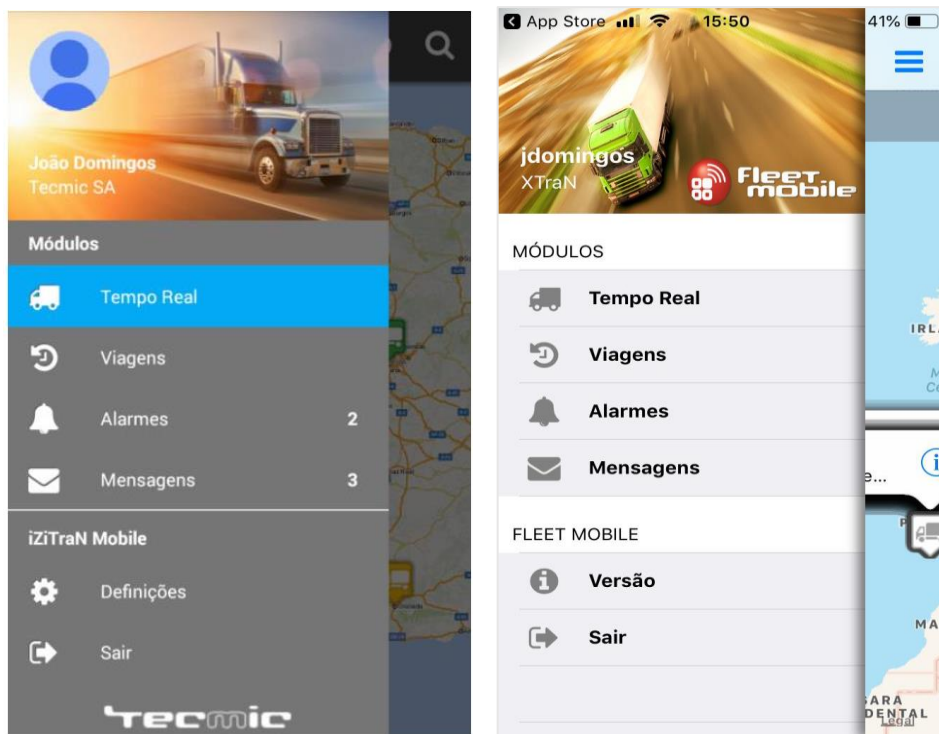 João Domingos
Tecmic SA
Módulos
Tempo Real
Viagens
Alarmes 2
Mensagens 3
iZiTraN Mobile
Definições
Sair
Tecmic
App Store 15:50 41%
jdomingos
XTraN
Fleet mobile
MÓDULOS
Tempo Real
Viagens
Alarmes
Mensagens
FLEET MOBILE
Versão
Sair
IRL
e...
MA
ARA
DENTAL
Legal